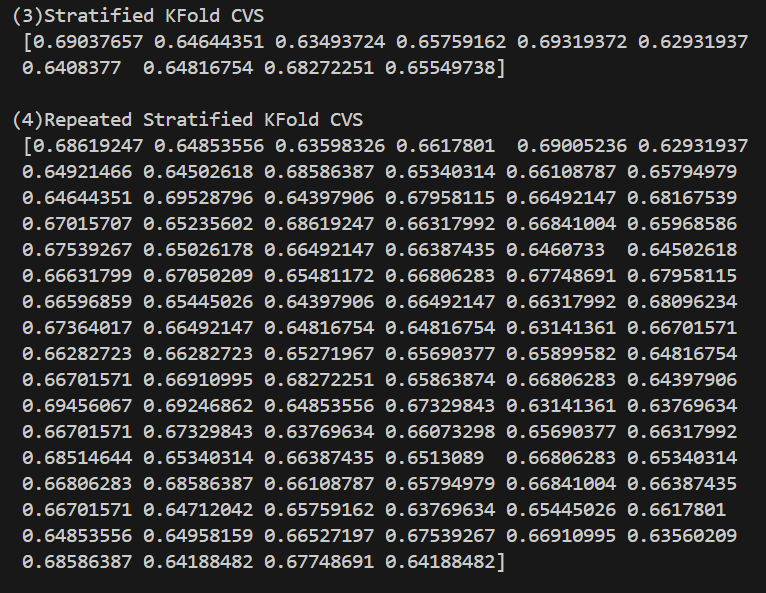 (3)Stratified KFold CVS
[0.69037657 0.64644351 0.63493724 0.65759162 0.69319372 0.62931937
0.6408377  0.64816754 0.68272251 0.65549738]
(4)Repeated Stratified KFold CVS
[0.68619247 0.64853556 0.63598326 0.6617801  0.69005236 0.62931937
0.64921466 0.64502618 0.68586387 0.65340314 0.66108787 0.65794979
0.64644351 0.69528796 0.64397906 0.67958115 0.66492147 0.68167539
0.67015707 0.65235602 0.68619247 0.66317992 0.66841004 0.65968586
0.67539267 0.65026178 0.66492147 0.66387435 0.6460733  0.64502618
0.66631799 0.67050209 0.65481172 0.66806283 0.67748691 0.67958115
0.66596859 0.65445026 0.64397906 0.66492147 0.66317992 0.68096234
0.67364017 0.66492147 0.64816754 0.64816754 0.63141361 0.66701571
0.66282723 0.66282723 0.65271967 0.65690377 0.65899582 0.64816754
0.66701571 0.66910995 0.68272251 0.65863874 0.66806283 0.64397906
0.69456067 0.69246862 0.64853556 0.67329843 0.63141361 0.63769634
0.66701571 0.67329843 0.63769634 0.66073298 0.65690377 0.66317992
0.68514644 0.65340314 0.66387435 0.6513089  0.66806283 0.65340314
0.66806283 0.68586387 0.66108787 0.65794979 0.66841004 0.66387435
0.66701571 0.64712042 0.65759162 0.63769634 0.65445026 0.6617801
0.64853556 0.64958159 0.66527197 0.67539267 0.66910995 0.63560209
0.68586387 0.64188482 0.67748691 0.64188482]